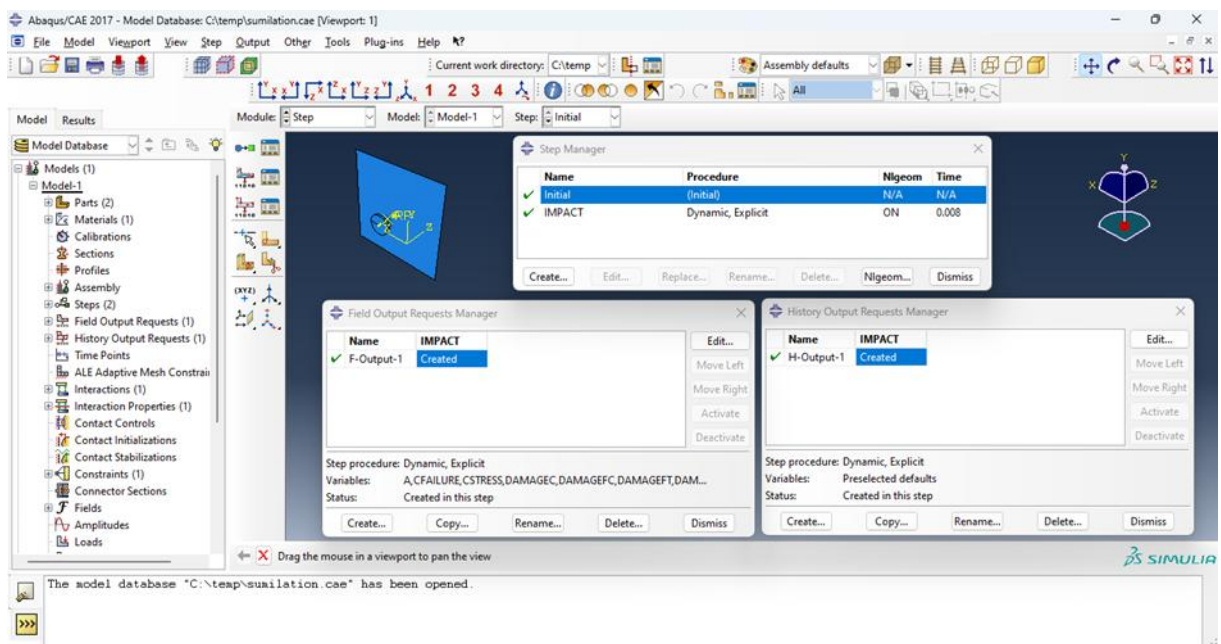 Abaqus/CAE 2017 - Model Database: C:\temp\sumilation.cae [Viewport: 1]
File Model Viewport View Step Output Other Tools Plug-ins Help
Current work directory: C:\temp
Assembly defaults
1 2 3 4
All
Model Results
Module: Step Model: Model-1 Step: Initial
Model Database
Models (1)
Model-1
Parts (2)
Materials (1)
Calibrations
Sections
Profiles
Assembly
Steps (2)
Field Output Requests (1)
History Output Requests (1)
Time Points
ALE Adaptive Mesh Constrai
Interactions (1)
Interaction Properties (1)
Contact Controls
Contact Initializations
Contact Stabilizations
Constraints (1)
Connector Sections
Fields
Amplitudes
Loads
(XYZ)
Y
Z
X
Z
Step Manager
Name Procedure Nlgeom Time
Initial (Initial) N/A N/A
IMPACT Dynamic, Explicit ON 0.008
Create... Edit... Replace... Rename... Delete... Nlgeom... Dismiss
Field Output Requests Manager
Name IMPACT
F-Output-1 Created
Edit...
Move Left
Move Right
Activate
Deactivate
Step procedure: Dynamic, Explicit
Variables: A,CFAILURE,CSTRESS,DAMAGEC,DAMAGEFC,DAMAGEFT,DAM...
Status: Created in this step
Create... Copy... Rename... Delete... Dismiss
History Output Requests Manager
Name IMPACT
H-Output-1 Created
Edit...
Move Left
Move Right
Activate
Deactivate
Step procedure: Dynamic, Explicit
Variables: Preselected defaults
Status: Created in this step
Create... Copy... Rename... Delete... Dismiss
Drag the mouse in a viewport to pan the view
SIMULIA
The model database "C:\temp\sumilation.cae" has been opened.
>>>